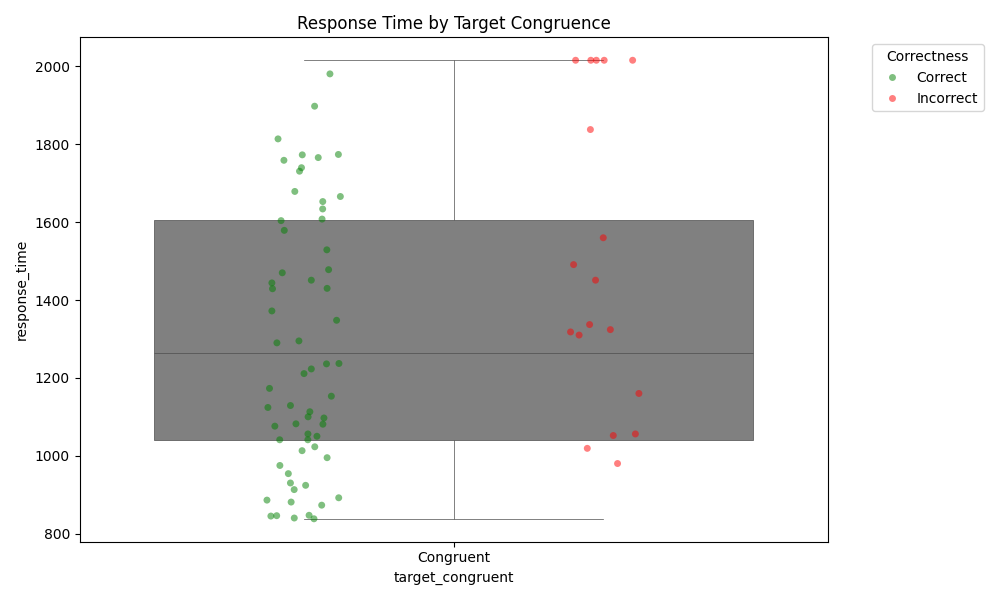 Response Time by Target Congruence
Correctness
Correct
Incorrect
response_time
2000
1800
1600
1400
1200
1000
800
Congruent
target_congruent